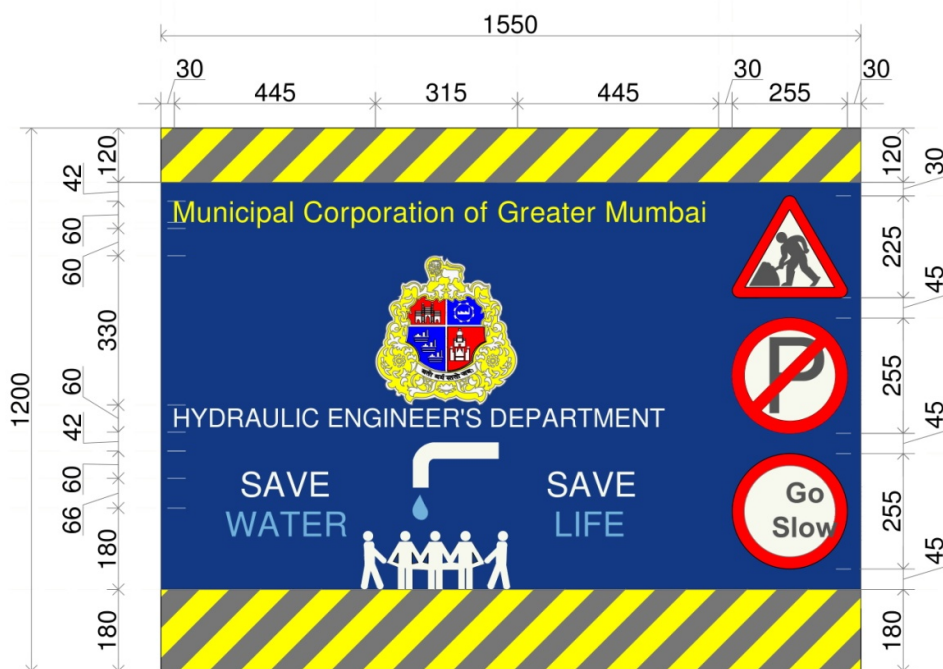 1550
30 30 30
445 315 445 255
1200
120
42
60
60
330
60
42
60
66
180
180
Municipal Corporation of Greater Mumbai
HYDRAULIC ENGINEER'S DEPARTMENT
SAVE
WATER
SAVE
LIFE
P
Go
Slow
120
30
225
45
255
45
255
45
180